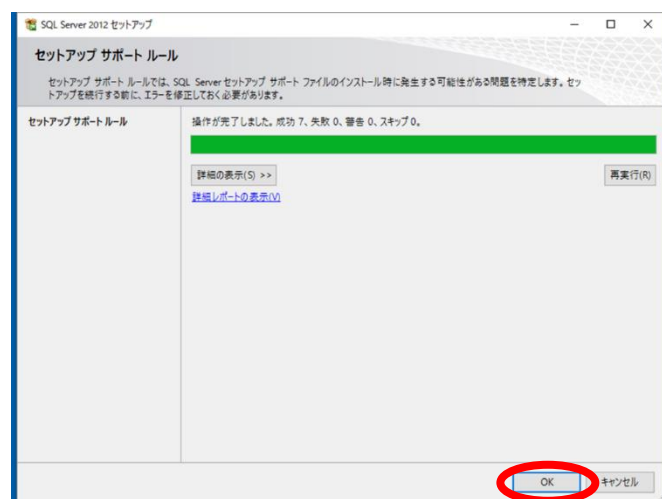 SQL Server 2012 セットアップ
セットアップ サポート ルール
セットアップ サポート ルールでは、SQL Server セットアップ サポート ファイルのインストール時に発生する可能性がある問題を特定します。セッ
トアップを続行する前に、エラーを修正しておく必要があります。
セットアップ サポート ルール
操作が完了しました。成功 7、失敗 0、警告 0、スキップ 0。
詳細の表示(S) >>
再実行(R)
詳細レポートの表示(V)
OK
キャンセル